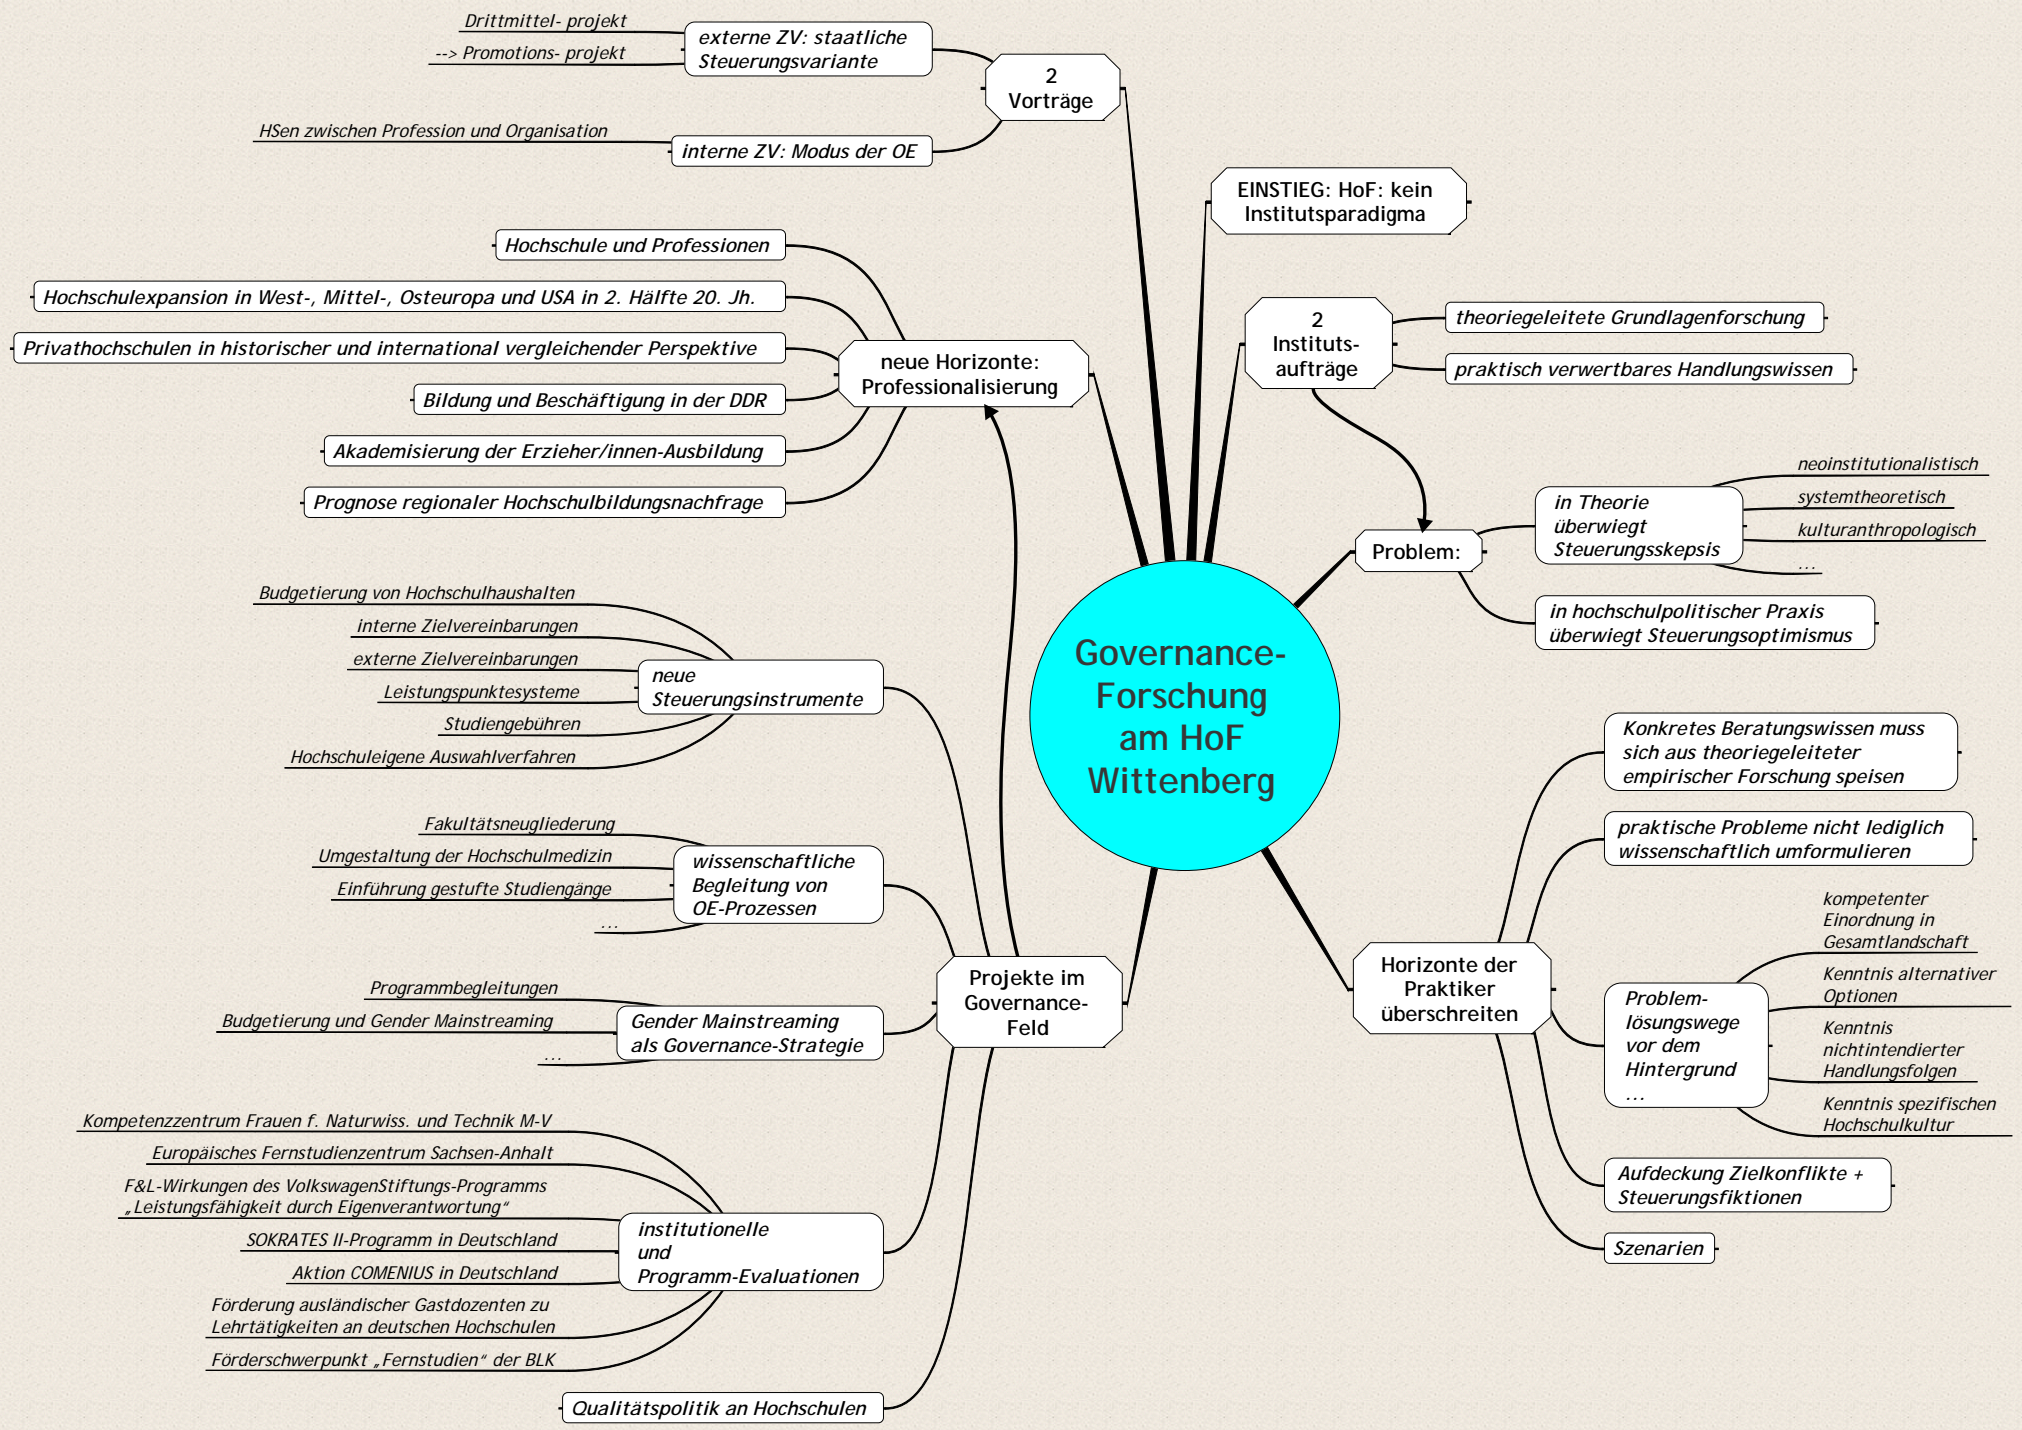 Governance-
Forschung
am HoF
Wittenberg
EINSTIEG: HoF: kein
Institutsparadigma
2
Instituts-
aufträge
theoriegeleitete Grundlagenforschung
praktisch verwertbares Handlungswissen
Problem:
in Theorie
überwiegt
Steuerungsskepsis
neoinstitutionalistisch
systemtheoretisch
kulturanthropologisch
...
in hochschulpolitischer Praxis
überwiegt Steuerungsoptimismus
Horizonte der
Praktiker
überschreiten
Konkretes Beratungswissen muss
sich aus theoriegeleiteter
empirischer Forschung speisen
praktische Probleme nicht lediglich
wissenschaftlich umformulieren
Problem-
lösungswege
vor dem
Hintergrund
...
kompetenter
Einordnung in
Gesamtlandschaft
Kenntnis alternativer
Optionen
Kenntnis
nichtintendierter
Handlungsfolgen
Kenntnis spezifischen
Hochschulkultur
Aufdeckung Zielkonflikte +
Steuerungsfiktionen
Szenarien
Projekte im
Governance-
Feld
neue
Steuerungsinstrumente
Budgetierung von Hochschulhaushalten
interne Zielvereinbarungen
externe Zielvereinbarungen
Leistungspunktesysteme
Studiengebühren
Hochschuleigene Auswahlverfahren
wissenschaftliche
Begleitung von
OE-Prozessen
Fakultätsneugliederung
Umgestaltung der Hochschulmedizin
Einführung gestufte Studiengänge
...
Gender Mainstreaming
als Governance-Strategie
Programmbegleitungen
Budgetierung und Gender Mainstreaming
...
institutionelle
und
Programm-Evaluationen
Kompetenzzentrum Frauen f. Naturwiss. und Technik M-V
Europäisches Fernstudienzentrum Sachsen-Anhalt
F&L-Wirkungen des VolkswagenStiftungs-Programms
„Leistungsfähigkeit durch Eigenverantwortung“
SOKRATES II-Programm in Deutschland
Aktion COMENIUS in Deutschland
Förderung ausländischer Gastdozenten zu
Lehrtätigkeiten an deutschen Hochschulen
Förderschwerpunkt „Fernstudien“ der BLK
Qualitätspolitik an Hochschulen
neue Horizonte:
Professionalisierung
Hochschule und Professionen
Hochschulexpansion in West-, Mittel-, Osteuropa und USA in 2. Hälfte 20. Jh.
Privathochschulen in historischer und international vergleichender Perspektive
Bildung und Beschäftigung in der DDR
Akademisierung der Erzieher/innen-Ausbildung
Prognose regionaler Hochschulbildungsnachfrage
2
Vorträge
externe ZV: staatliche
Steuerungsvariante
Drittmittel- projekt
--> Promotions- projekt
interne ZV: Modus der OE
HSen zwischen Profession und Organisation